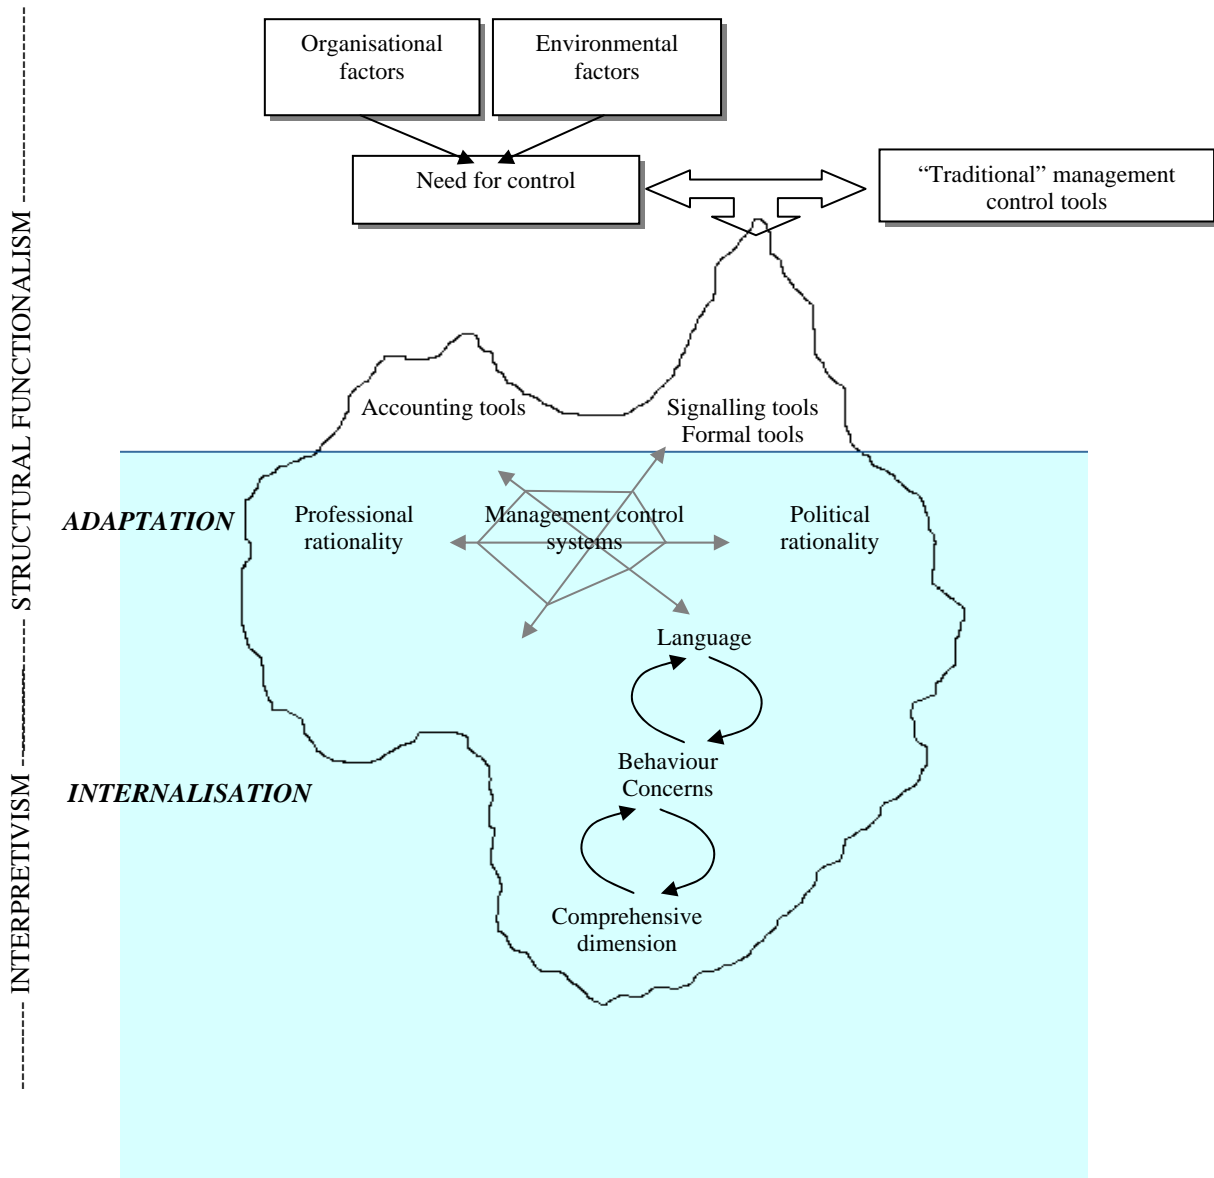 Organisational
factors
Environmental
factors
Need for control
“Traditional” management
control tools
Accounting tools
Signalling tools
Formal tools
ADAPTATION
Professional
rationality
Management control
systems
Political
rationality
Language
Behaviour
Concerns
INTERNALISATION
Comprehensive
dimension
-------- INTERPRETIVISM ---------------- STRUCTURAL FUNCTIONALISM --------------------